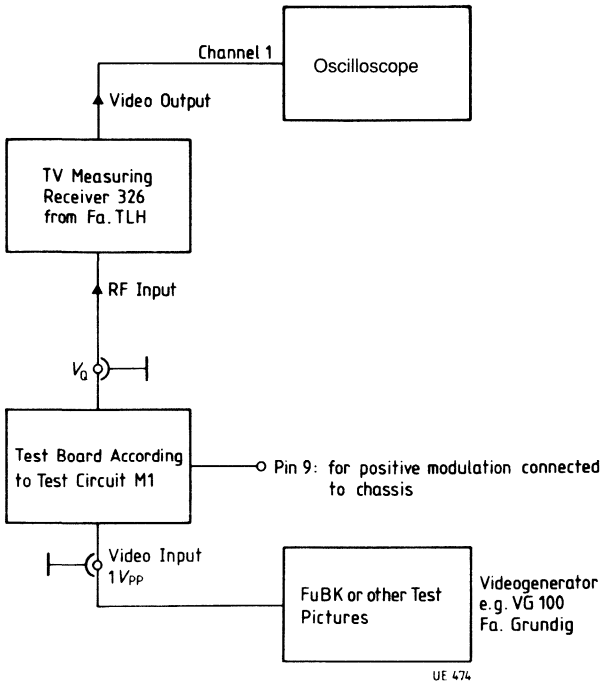 Channel 1
Oscilloscope
Video Output
TV Measuring
Receiver 326
from Fa. TLH
RF Input
VQ
Test Board According
to Test Circuit M1
Pin 9: for positive modulation connected
to chassis
Video Input
1 VPP
FuBK or other Test
Pictures
Videogenerator
e.g. VG 100
Fa. Grundig
UE 474